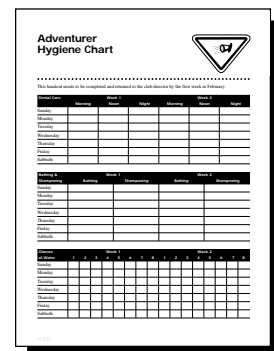 Adventurer
Hygiene Chart
This handout needs to be completed and returned to the club director by the first week in February.
Dental Care Week 1 Week 2
Morning Noon Night Morning Noon Night
Sunday
Monday
Tuesday
Wednesday
Thursday
Friday
Sabbath
Bathing & Week 1 Week 2
Shampooing Bathing Shampooing Bathing Shampooing
Sunday
Monday
Tuesday
Wednesday
Thursday
Friday
Sabbath
Glasses Week 1 Week 2
of Water 1 2 3 4 5 6 7 8 1 2 3 4 5 6 7 8
Sunday
Monday
Tuesday
Wednesday
Thursday
Friday
Sabbath